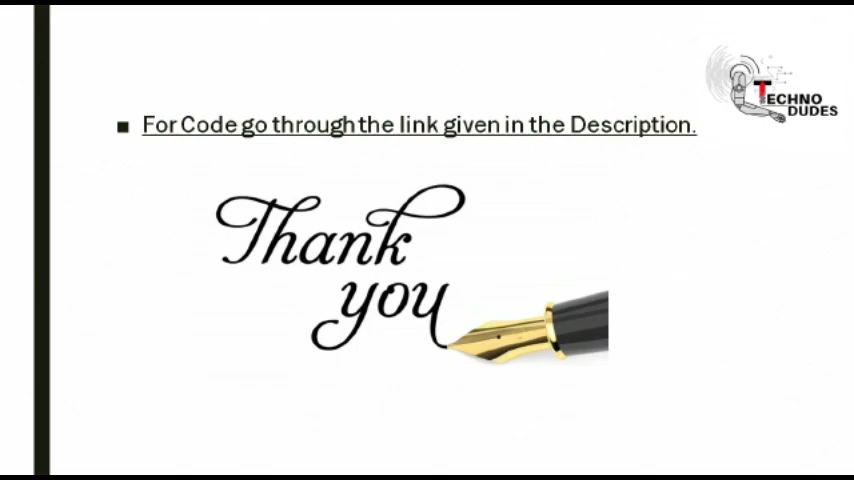 For Code go through the link given in the Description.
TECHNO
DUDES
Thank
you